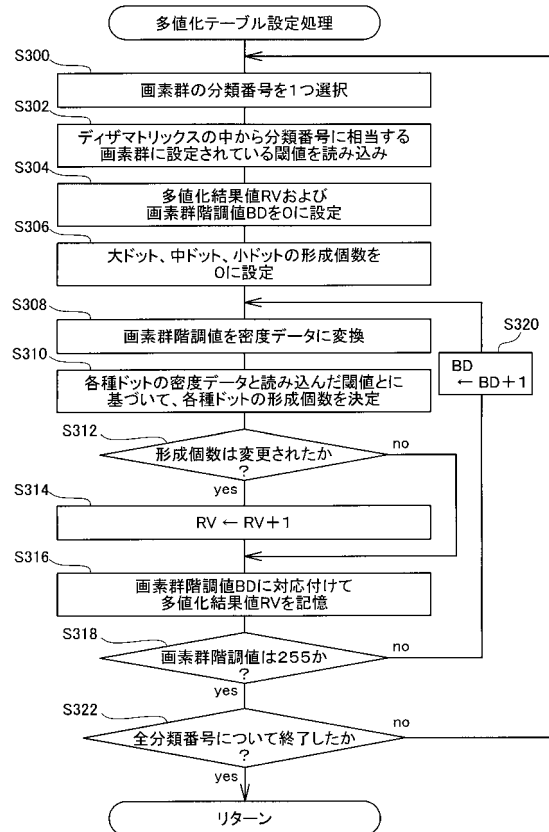 多値化テーブル設定処理
S300
画素群の分類番号を1つ選択
S302
ディザマトリックスの中から分類番号に相当する
画素群に設定されている閾値を読み込み
S304
多値化結果値RVおよび
画素群階調値BDを0に設定
S306
大ドット、中ドット、小ドットの形成個数を
0に設定
S308
画素群階調値を密度データに変換
S320
BD
← BD+1
S310
各種ドットの密度データと読み込んだ閾値とに
基づいて、各種ドットの形成個数を決定
S312
形成個数は変更されたか
?
no
yes
S314
RV ← RV+1
S316
画素群階調値BDに対応付けて
多値化結果値RVを記憶
S318
画素群階調値は255か
?
no
yes
S322
全分類番号について終了したか
?
no
yes
リターン